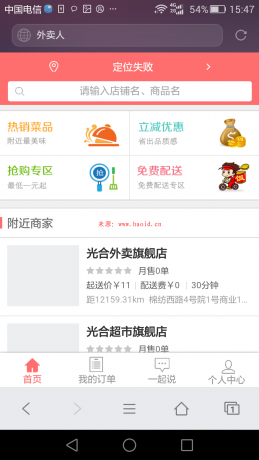 中国电信 54% 15:47
外卖人
定位失败
请输入店铺名、商品名
热销菜品
附近最美味
立减优惠
省出品质感
抢购专区
最低一元起
免费配送
免费配送专区
附近商家
来源：www.haoid.cn
光合外卖旗舰店
月售0单
起送价￥11 | 配送费￥0 | 30分钟
距12159.31km 棉纺西路4号院1号商业1...
光合超市旗舰店
月售0单
首页
我的订单
一起说
个人中心
1